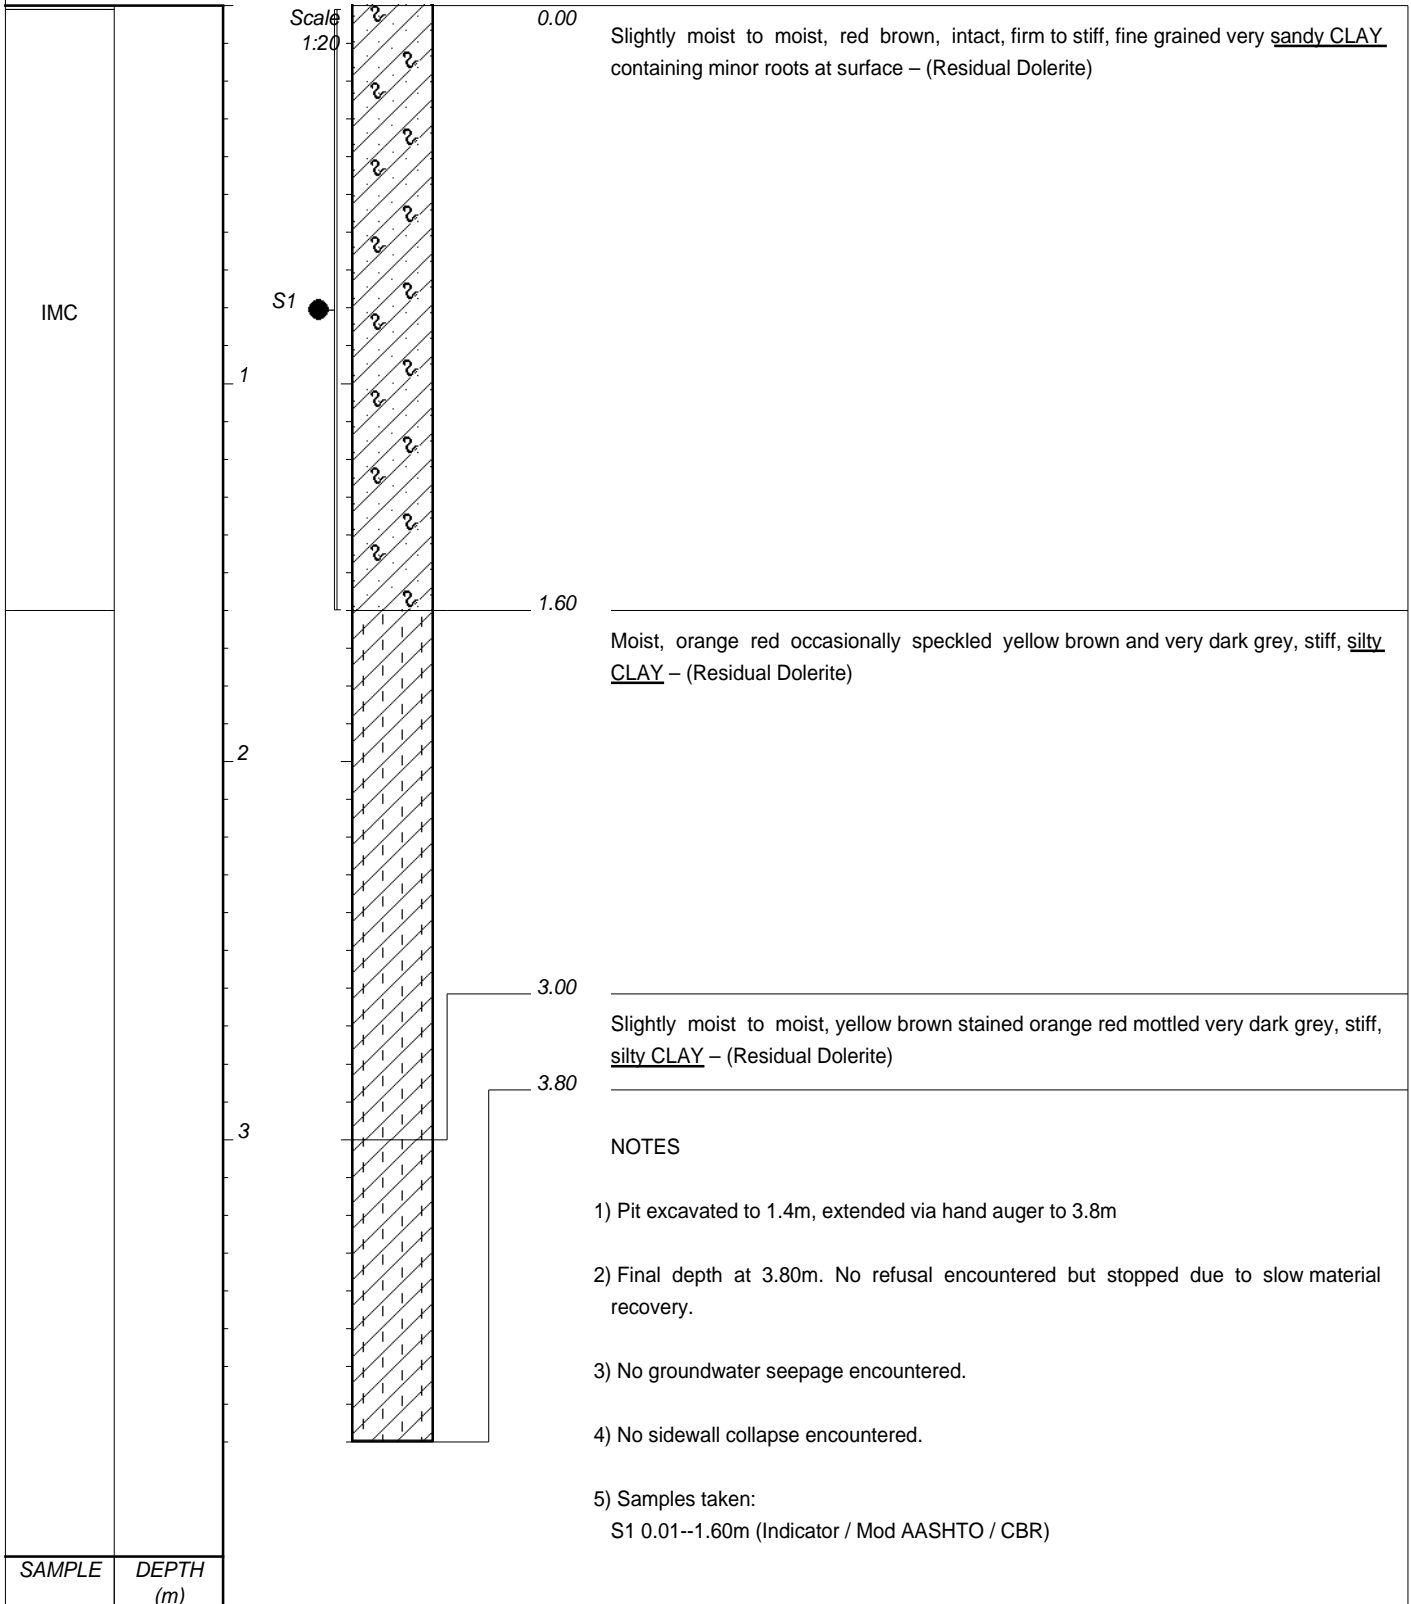 Scale
1:20
0.00
Slightly moist to moist, red brown, intact, firm to stiff, fine grained very sandy CLAY
containing minor roots at surface – (Residual Dolerite)
IMC
S1
1
1.60
Moist, orange red occasionally speckled yellow brown and very dark grey, stiff, silty
CLAY – (Residual Dolerite)
2
3.00
Slightly moist to moist, yellow brown stained orange red mottled very dark grey, stiff,
silty CLAY – (Residual Dolerite)
3.80
3
NOTES
1) Pit excavated to 1.4m, extended via hand auger to 3.8m
2) Final depth at 3.80m. No refusal encountered but stopped due to slow material
recovery.
3) No groundwater seepage encountered.
4) No sidewall collapse encountered.
5) Samples taken:
S1 0.01--1.60m (Indicator / Mod AASHTO / CBR)
SAMPLE
DEPTH
(m)